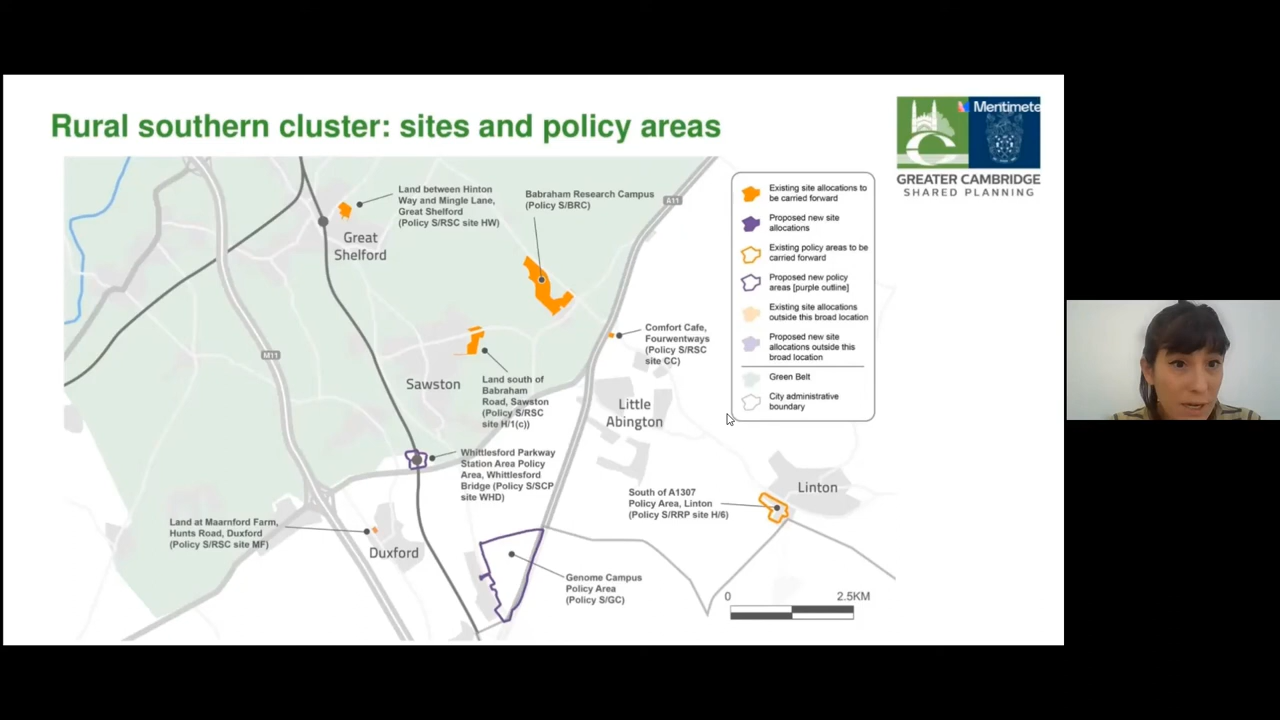 Rural southern cluster: sites and policy areas
Mentimete
GREATER CAMBRIDGE
SHARED PLANNING
Land between Hinton
Way and Mingle Lane,
Great Shelford
(Policy S/RSC site HW)
Babraham Research Campus
(Policy S/BRC)
A11
Great
Shelford
M11
Comfort Cafe,
Fourwentways
(Policy S/RSC
site CC)
Sawston
Land south of
Babraham
Road, Sawston
(Policy S/RSC
site H/1(c))
Little
Abington
Whittlesford Parkway
Station Area Policy
Area, Whittlesford
Bridge (Policy S/SCP
site WHD)
South of A1307
Policy Area, Linton
(Policy S/RRP site H/6)
Linton
Land at Maarnford Farm,
Hunts Road, Duxford
(Policy S/RSC site MF)
Duxford
Genome Campus
Policy Area
(Policy S/GC)
Existing site allocations to
be carried forward
Proposed new site
allocations
Existing policy areas to be
carried forward
Proposed new policy
areas [purple outline]
Existing site allocations
outside this broad location
Proposed new site
allocations outside this
broad location
Green Belt
City administrative
boundary
0 2.5KM